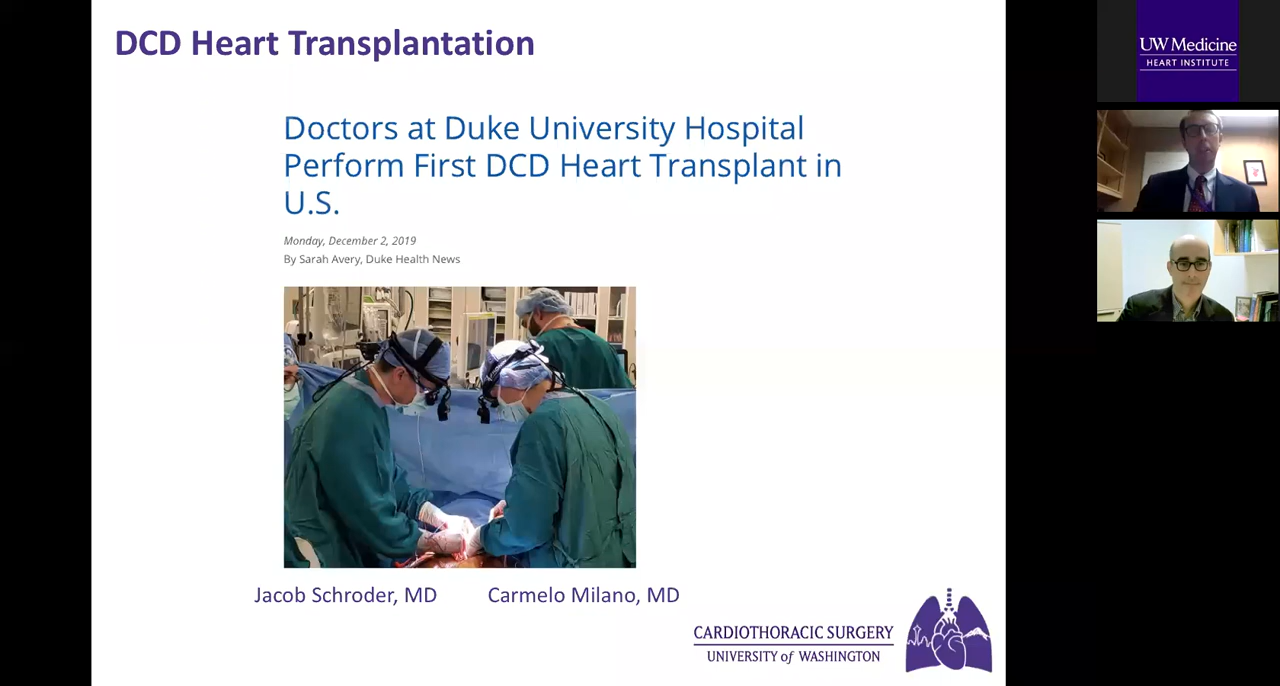 DCD Heart Transplantation
Doctors at Duke University Hospital
Perform First DCD Heart Transplant in
U.S.
Monday, December 2, 2019
By Sarah Avery, Duke Health News
Jacob Schroder, MD
Carmelo Milano, MD
CARDIOTHORACIC SURGERY
UNIVERSITY of WASHINGTON
UW Medicine
HEART INSTITUTE